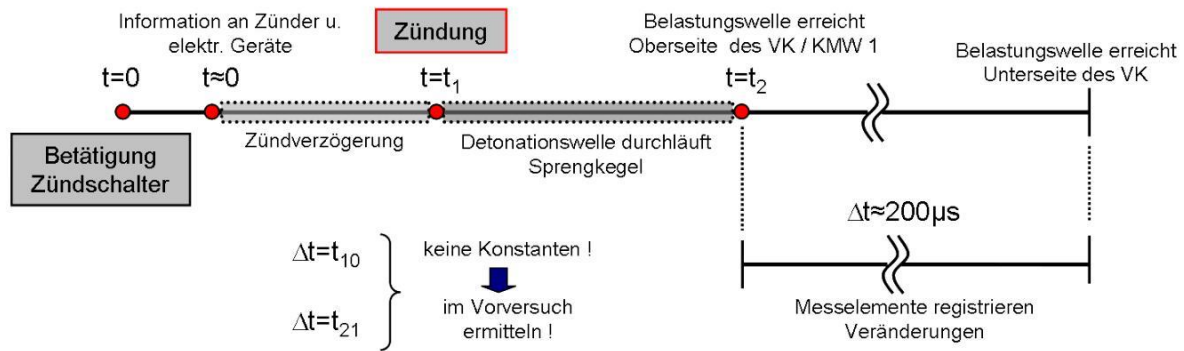 Information an Zünder u.
elektr. Geräte
Zündung
Belastungswelle erreicht
Oberseite des VK / KMW 1
Belastungswelle erreicht
Unterseite des VK
t=0
t≈0
t=t₁
t=t₂
Betätigung
Zündschalter
Zündverzögerung
Detonationswelle durchläuft
Sprengkegel
Δt≈200µs
Δt=t₁₀
Δt=t₂₁
keine Konstanten !
im Vorversuch
ermitteln !
Messelemente registrieren
Veränderungen